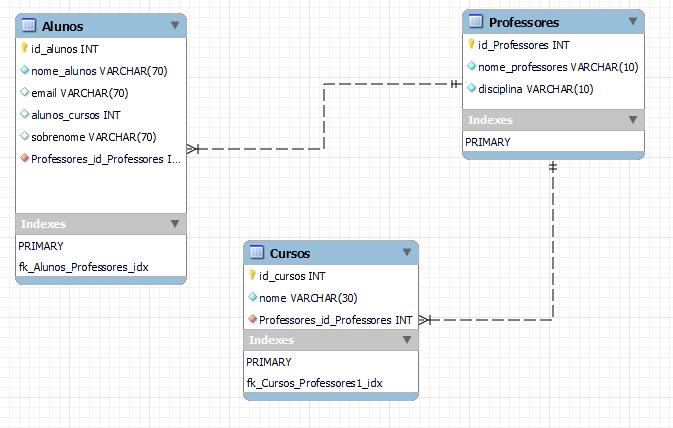 Alunos
id_alunos INT
nome_alunos VARCHAR(70)
email VARCHAR(70)
alunos_cursos INT
sobrenome VARCHAR(70)
Professores_id_Professores I...
Indexes
PRIMARY
fk_Alunos_Professores_idx
Professores
id_Professores INT
nome_professores VARCHAR(10)
disciplina VARCHAR(10)
Indexes
PRIMARY
Cursos
id_cursos INT
nome VARCHAR(30)
Professores_id_Professores INT
Indexes
PRIMARY
fk_Cursos_Professores1_idx